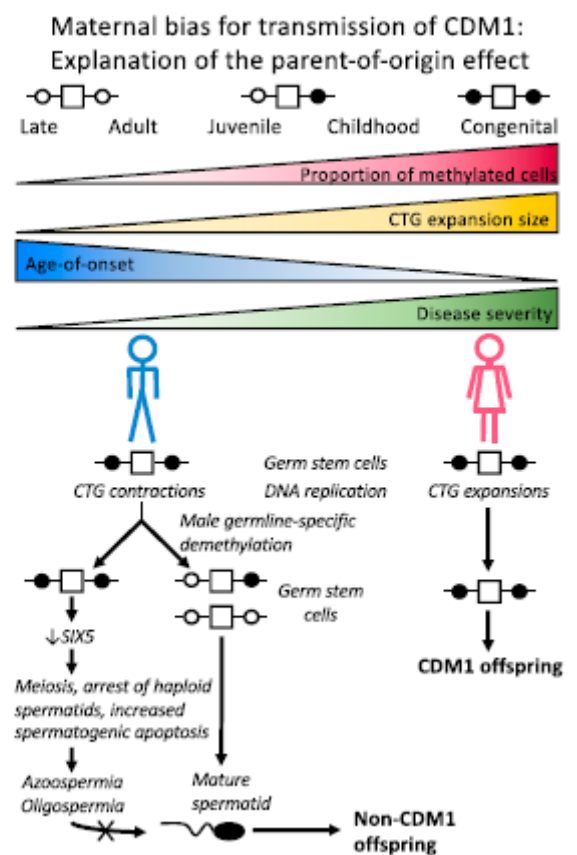 Maternal bias for transmission of CDM1:
Explanation of the parent-of-origin effect
Late Adult Juvenile Childhood Congenital
Proportion of methylated cells
CTG expansion size
Age-of-onset
Disease severity
Germ stem cells
CTG contractions DNA replication CTG expansions
Male germline-specific
demethylation
Germ stem
cells
↓SIX5
CDM1 offspring
Meiosis, arrest of haploid
spermatids, increased
spermatogenic apoptosis
Azoospermia
Oligospermia
Mature
spermatid
Non-CDM1
offspring